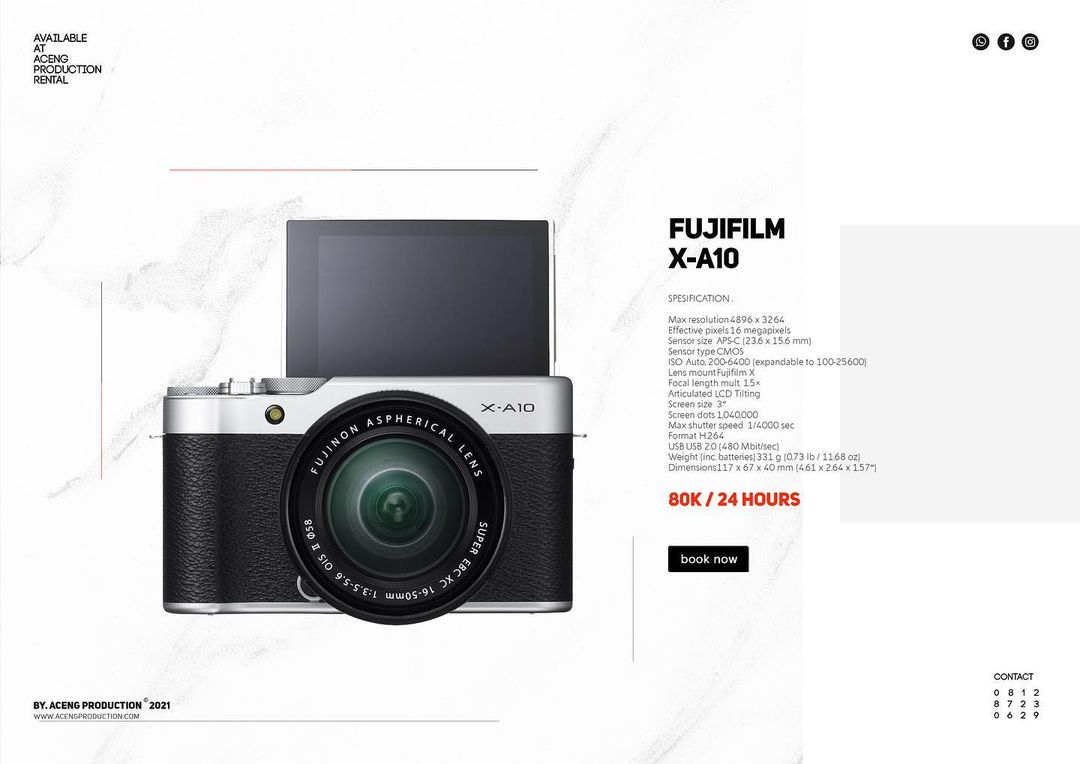 AVAILABLE
AT
ACENG
PRODUCTION
RENTAL
FUJIFILM
X-A10
SPESIFICATION .
Max resolution 4896 x 3264
Effective pixels 16 megapixels
Sensor size APS-C (23.6 x 15.6 mm)
Sensor type CMOS
ISO Auto, 200-6400 (expandable to 100-25600)
Lens mount Fujifilm X
Focal length mult. 1.5×
Articulated LCD Tilting
Screen size 3″
Screen dots 1,040,000
Max shutter speed 1/4000 sec
Format H.264
USB USB 2.0 (480 Mbit/sec)
Weight (inc. batteries) 331 g (0.73 lb / 11.68 oz)
Dimensions 117 x 67 x 40 mm (4.61 x 2.64 x 1.57″)
80K / 24 HOURS
book now
X-A10
FUJINON ASPHERICAL LENS
SUPER EBC XC 16-50mm 1:3.5-5.6 OIS II Ø58
BY. ACENG PRODUCTION © 2021
WWW.ACENGPRODUCTION.COM
CONTACT
0 8 1 2
8 7 2 3
0 6 2 9